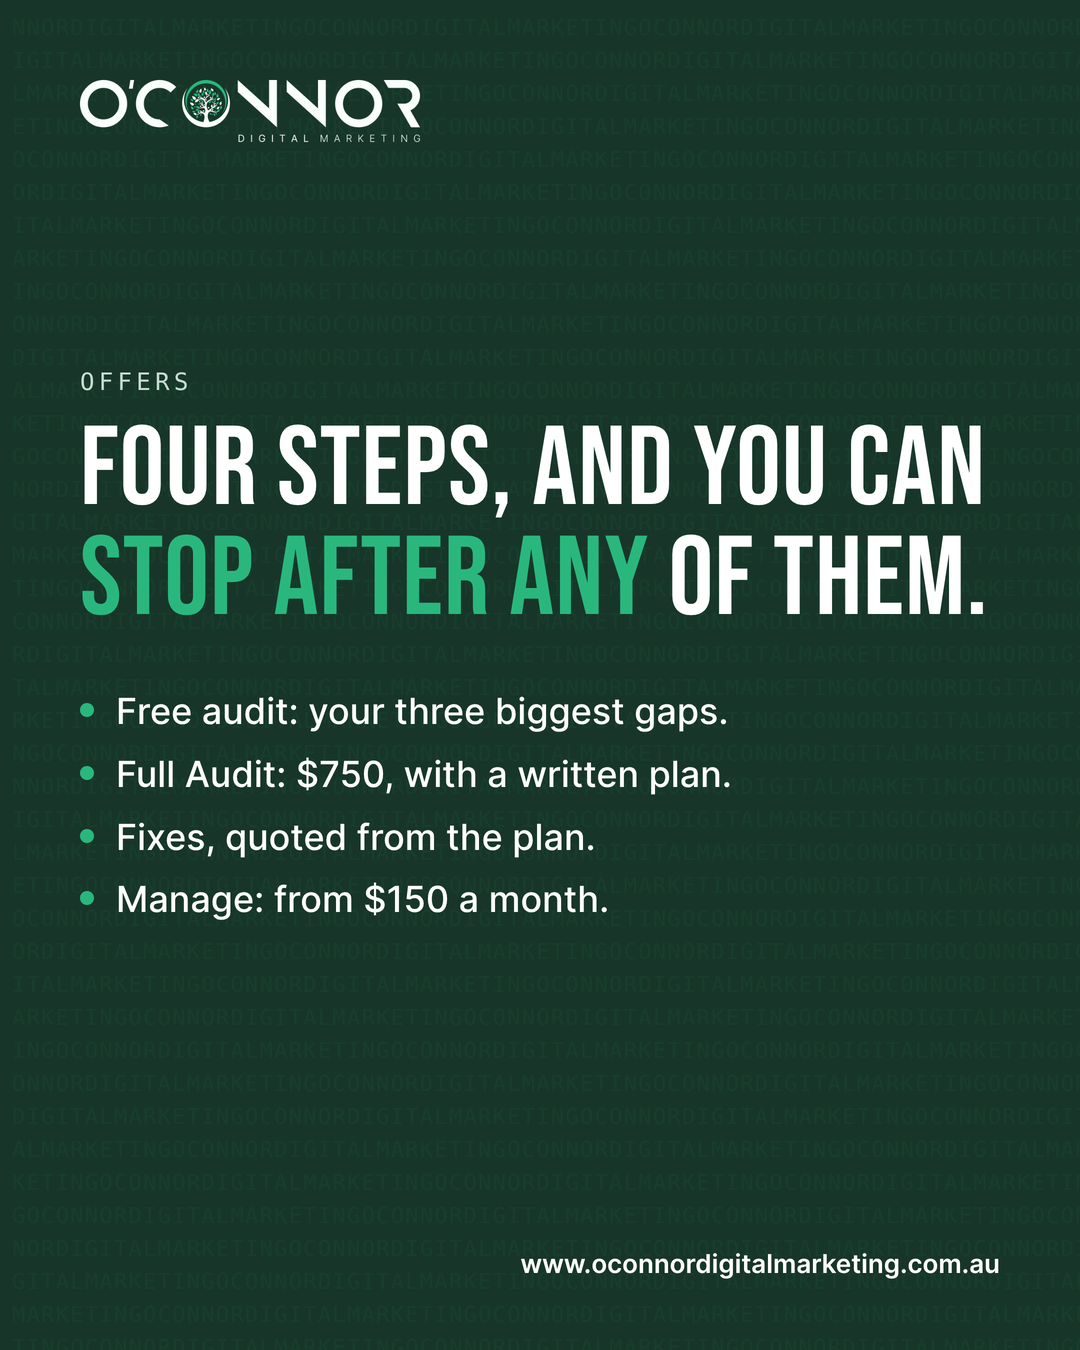 O'CONNOR
DIGITAL MARKETING
OFFERS
FOUR STEPS, AND YOU CAN
STOP AFTER ANY OF THEM.
Free audit: your three biggest gaps.
Full Audit: $750, with a written plan.
Fixes, quoted from the plan.
Manage: from $150 a month.
www.oconnordigitalmarketing.com.au